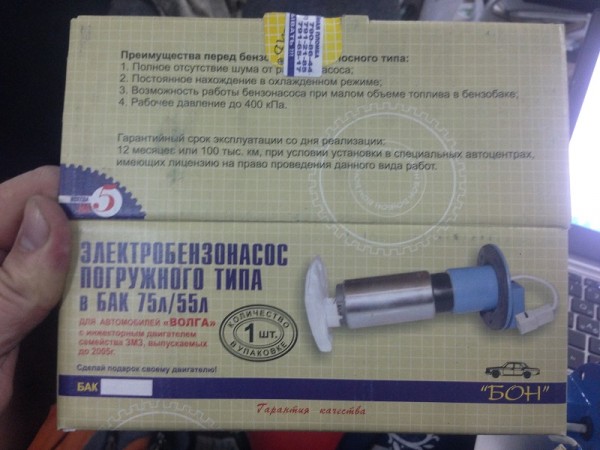 Преимущества перед бензо носного типа:
1. Полное отсутствие шума от насоса;
2. Постоянное нахождение в охлажденном режиме;
3. Возможность работы бензонасоса при малом объеме топлива в бензобаке;
4. Рабочее давление до 400 кПа.
Гарантийный срок эксплуатации со дня реализации:
12 месяцев или 100 тыс. км, при условии установки в специальных автоцентрах,
имеющих лицензию на право проведения данного вида работ.
5
ЭЛЕКТРОБЕНЗОНАСОС
ПОГРУЖНОГО ТИПА
в БАК 75л/55л
для автомобилей «ВОЛГА»
с инжекторным двигателем
семейства ЗМЗ, выпускаемых
до 2005г.
Сделай подарок своему двигателю!
БАК
КОЛИЧЕСТВО
1 шт.
В УПАКОВКЕ
"БОН"
Гарантия качества